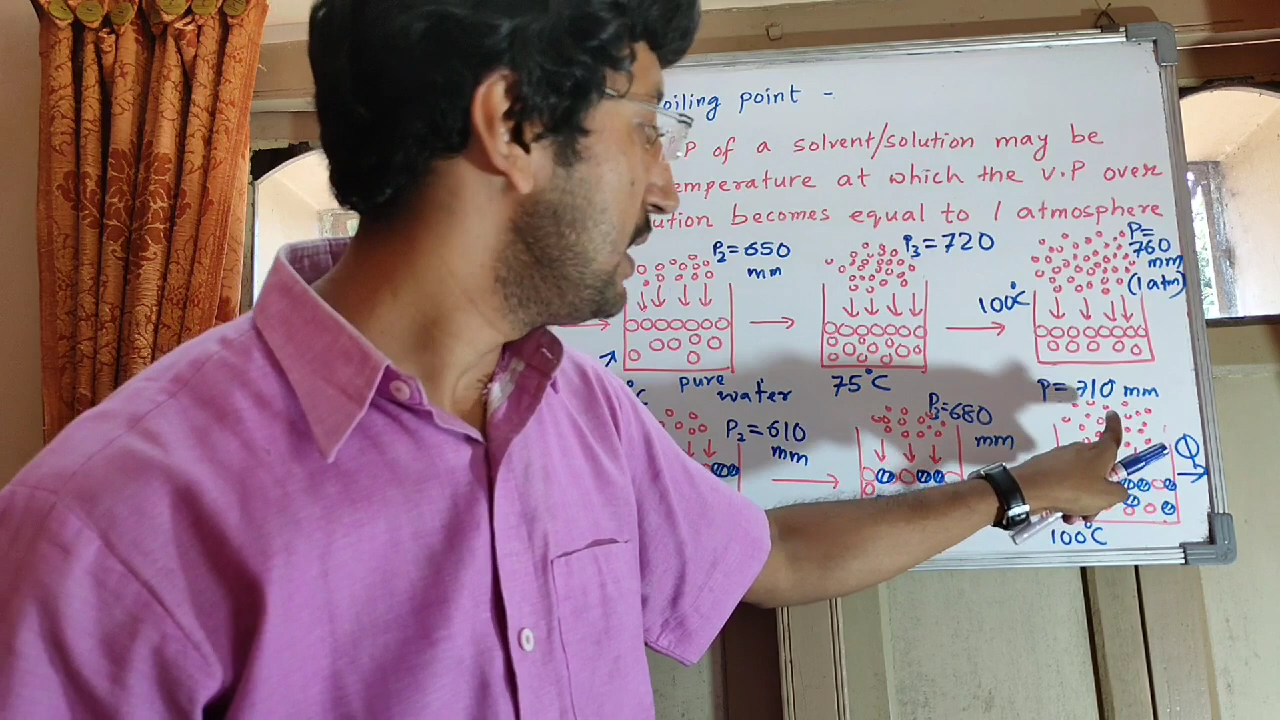 oiling point -
P of a solvent/solution may be
emperature at which the V.P over
ution becomes equal to 1 atmosphere
P₂=650
mm
P₃=720
P=
760
mm
(1 atm)
100°C
°C
pure
water
75°C
P=710 mm
P₂=610
mm
P₃=680
mm
100°C